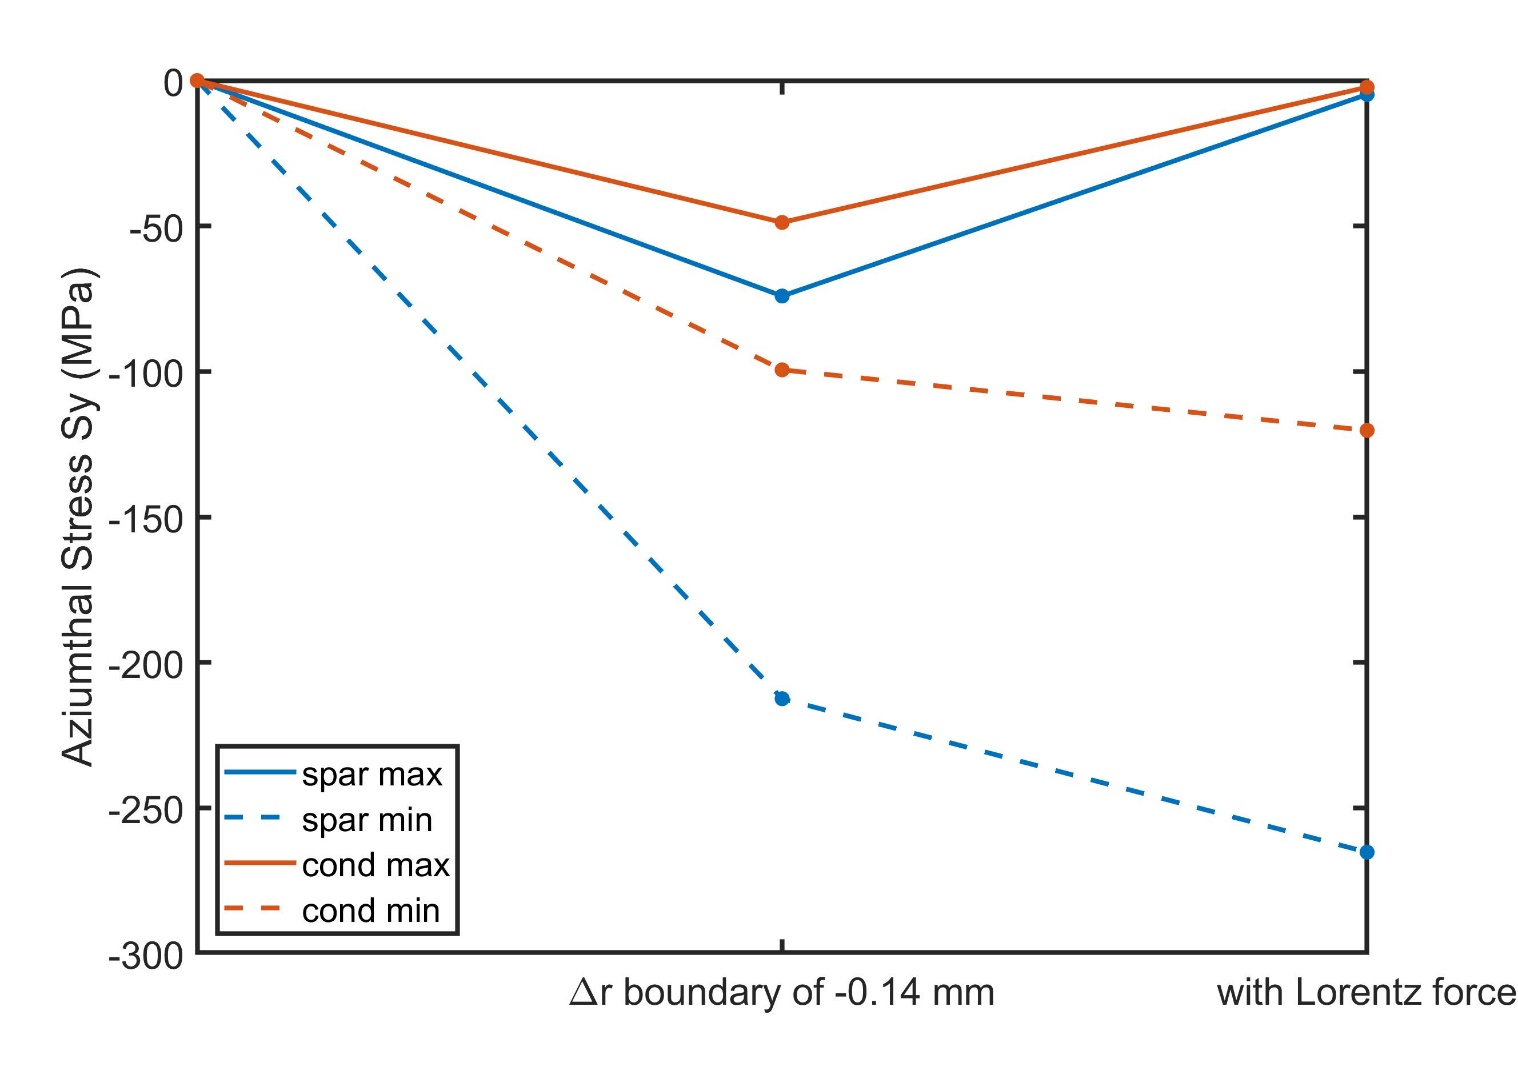 0
-50
-100
-150
-200
-250
-300
Aziumthal Stress Sy (MPa)
spar max
spar min
cond max
cond min
Δr boundary of -0.14 mm
with Lorentz force